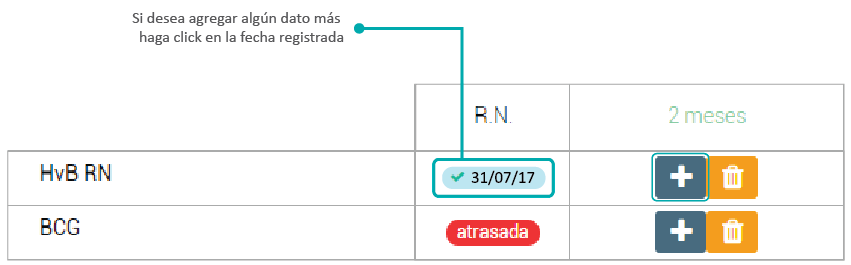 Si desea agregar algún dato más
haga click en la fecha registrada
R.N. 2 meses
HvB RN 31/07/17
BCG atrasada